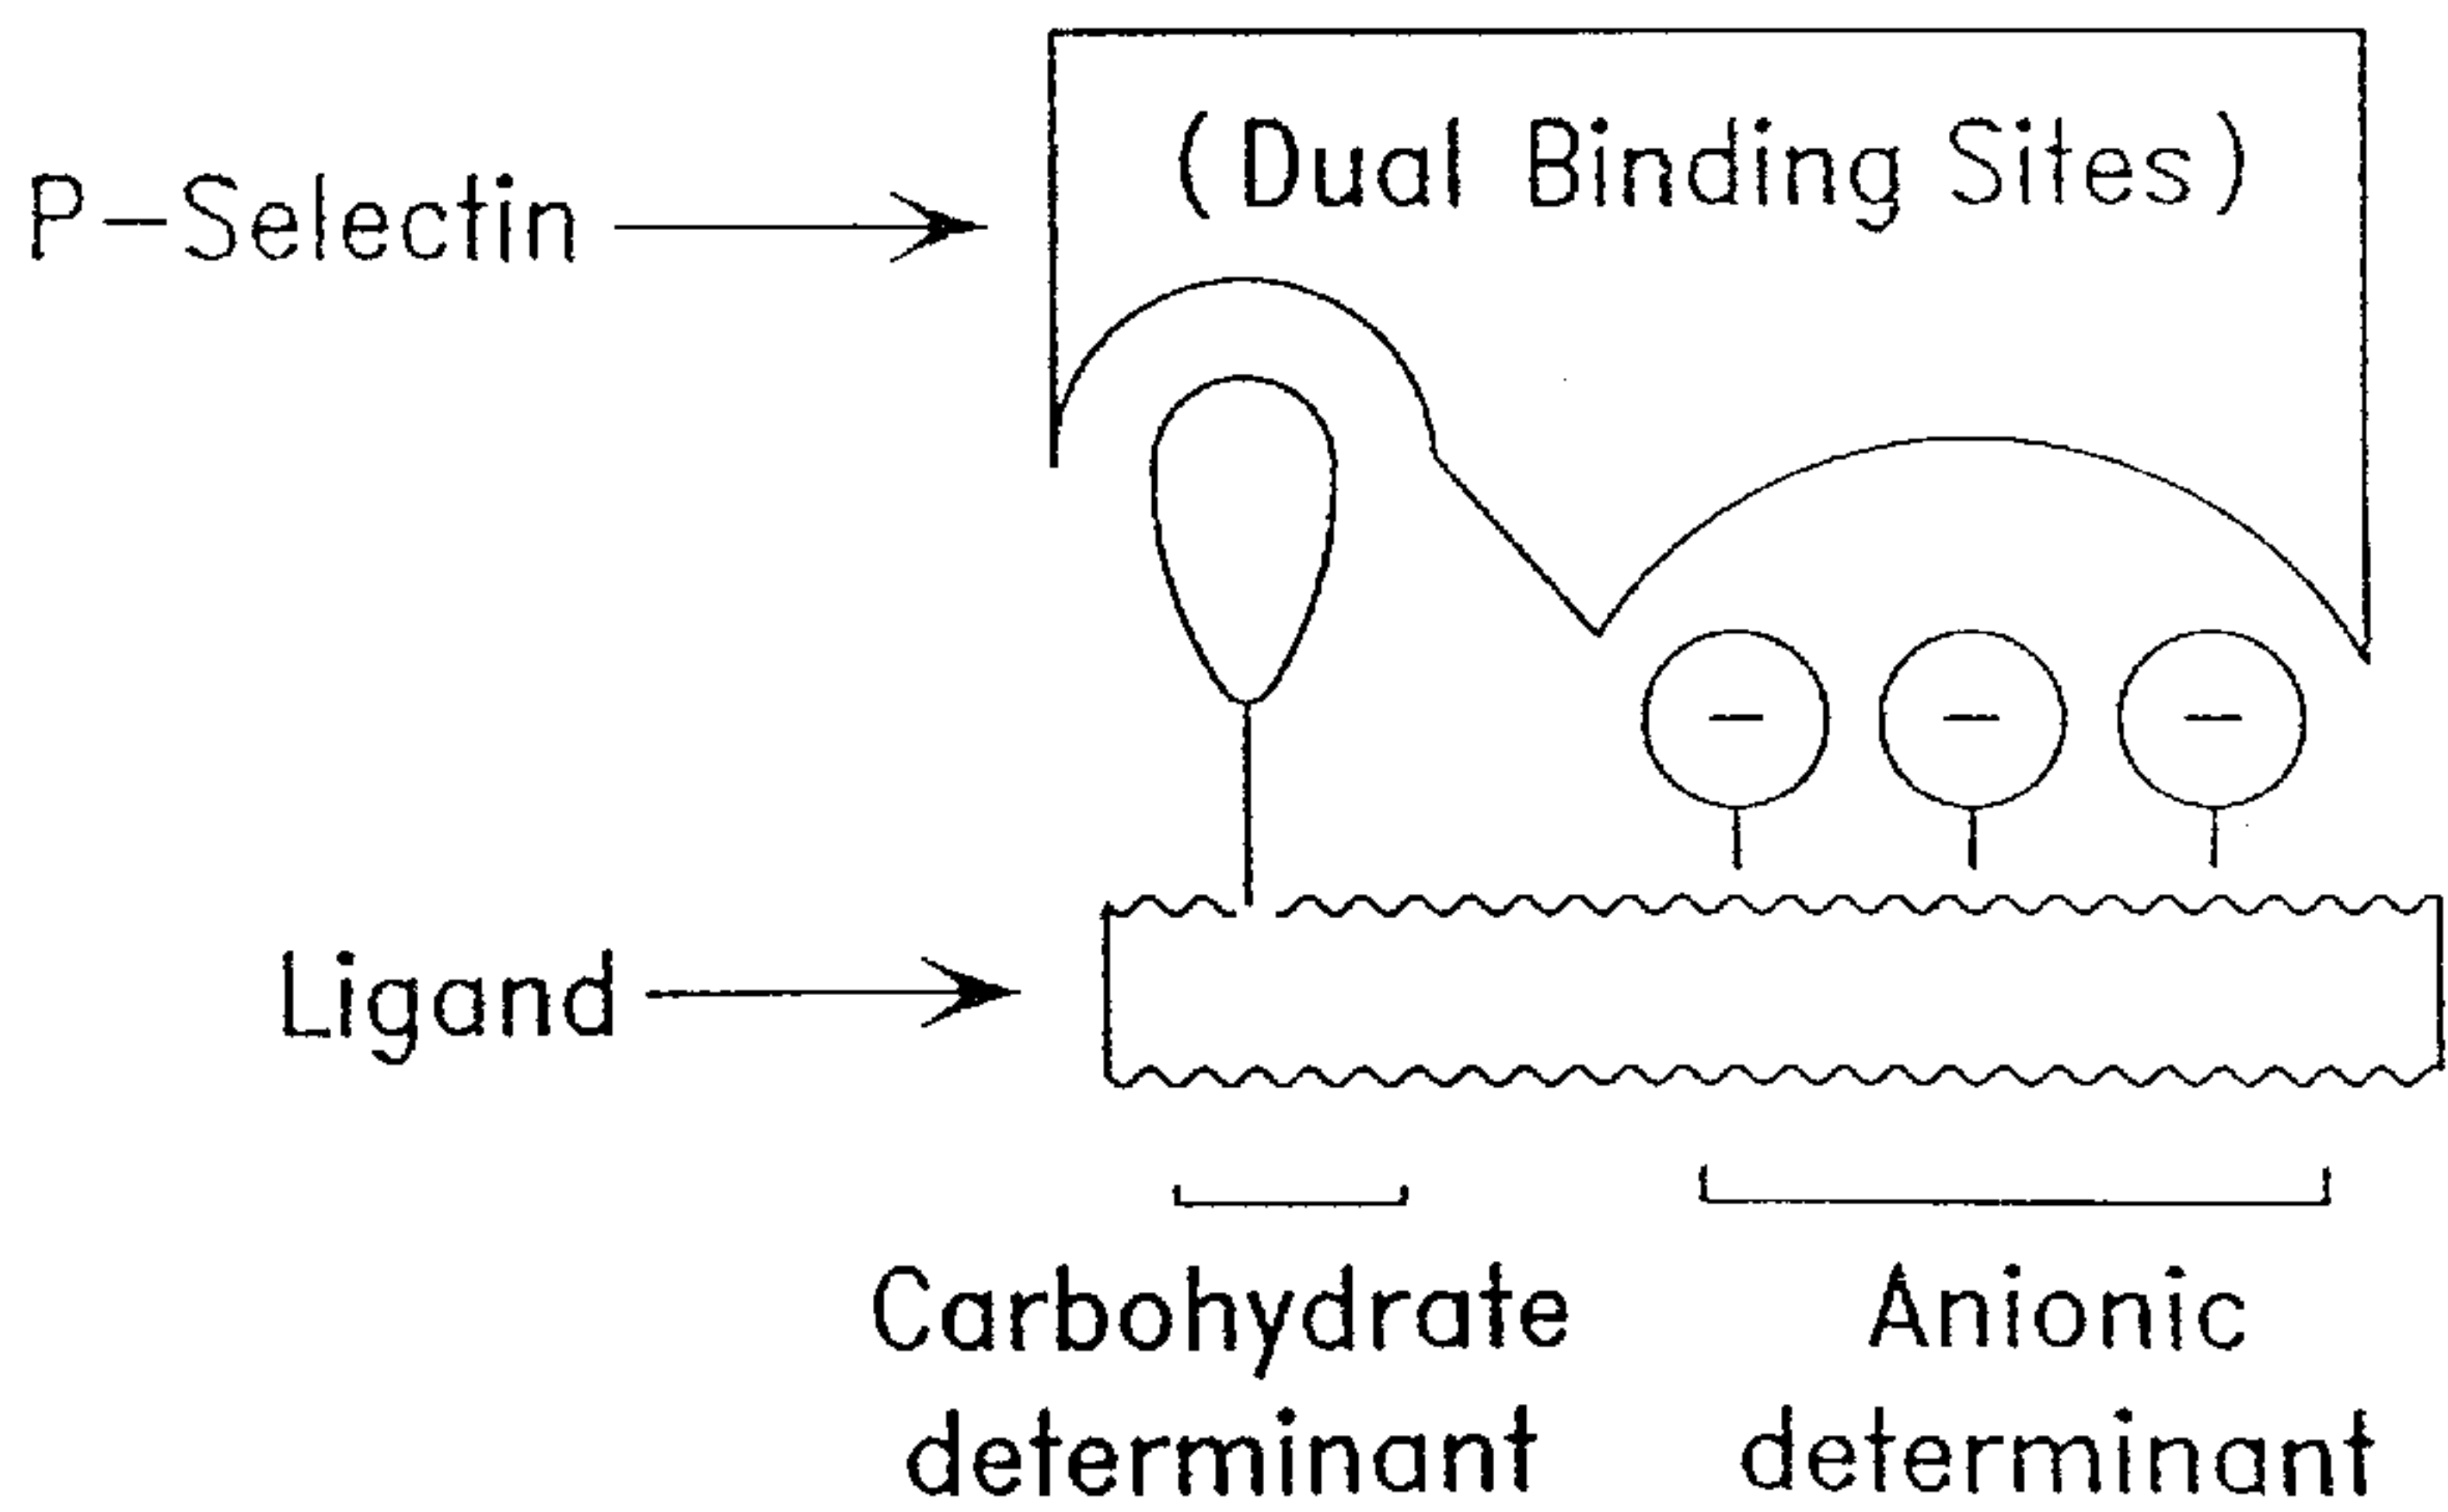 (Dual Binding Sites)
P-Selectin
−
−
−
Ligand
Carbohydrate
determinant
Anionic
determinant